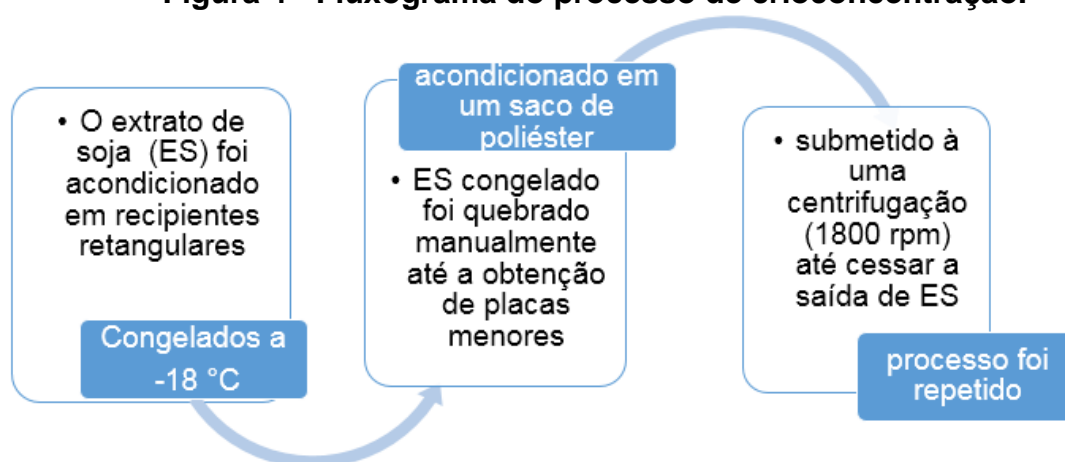 Figura 4 - Fluxograma do processo de crioconcentração.
• O extrato de
soja (ES) foi
acondicionado
em recipientes
retangulares
Congelados a
-18 °C
acondicionado em
um saco de
poliéster
• ES congelado
foi quebrado
manualmente
até a obtenção
de placas
menores
• submetido à
uma
centrifugação
(1800 rpm)
até cessar a
saída de ES
processo foi
repetido